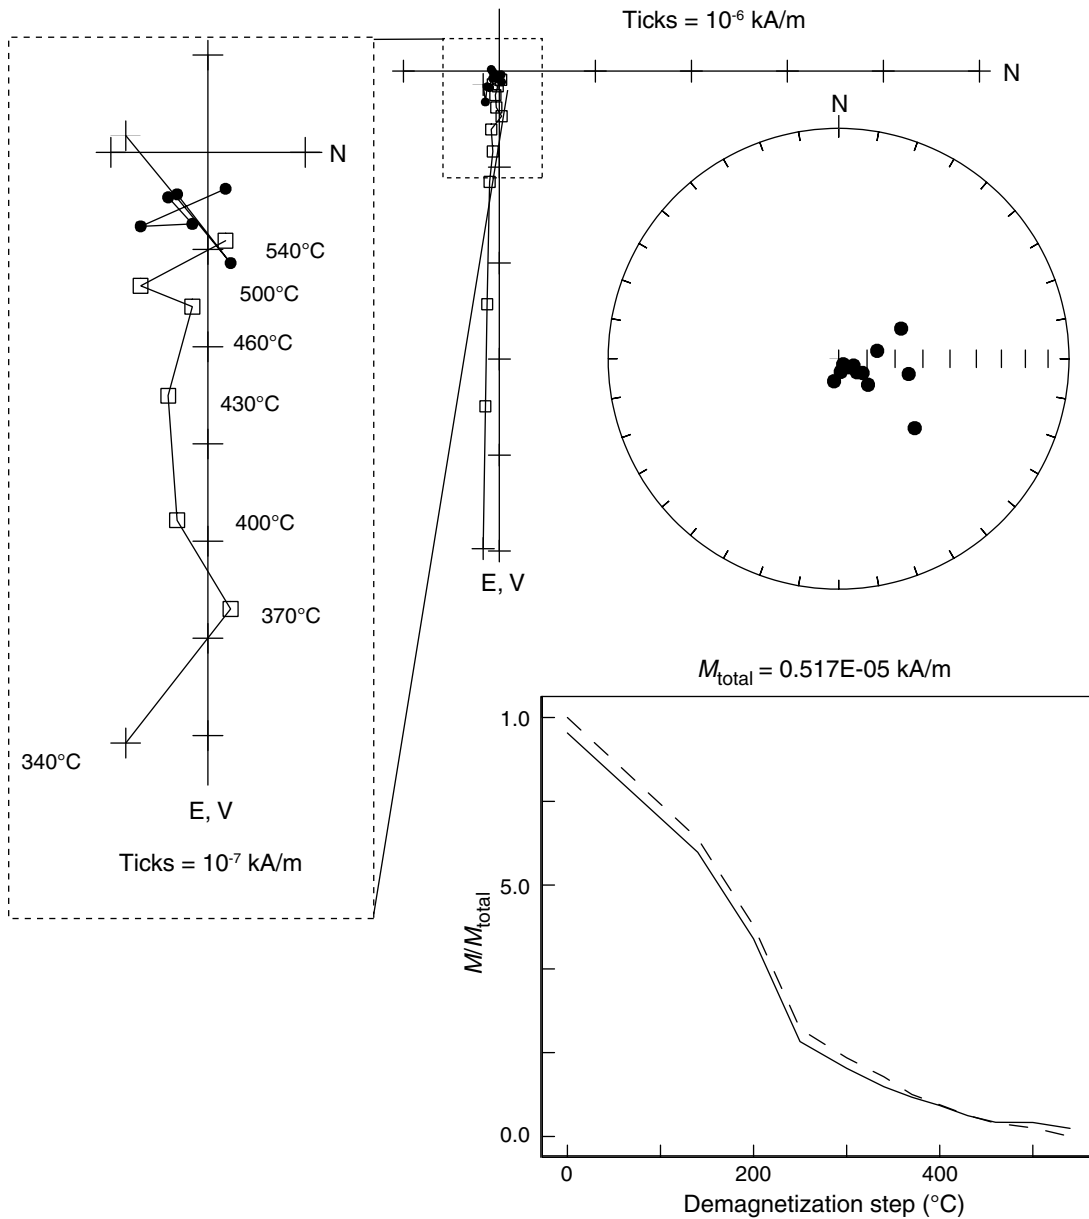 Ticks = 10⁻⁶ kA/m
N
N
N
540°C
500°C
460°C
430°C
400°C
370°C
340°C
E, V
Ticks = 10⁻⁷ kA/m
E, V
M_total = 0.517E-05 kA/m
1.0
5.0
0.0
M/M_total
0
200
400
Demagnetization step (°C)